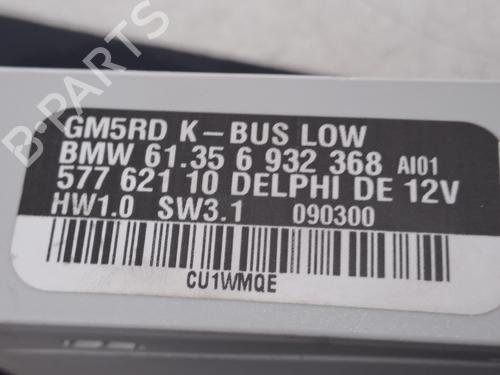 GM5RD K-BUS LOW
BMW 61.35 6 932 368 AI01
577 621 10 DELPHI DE 12V
HW1.0 SW3.1 090300
CU1WMQE
B-PARTS